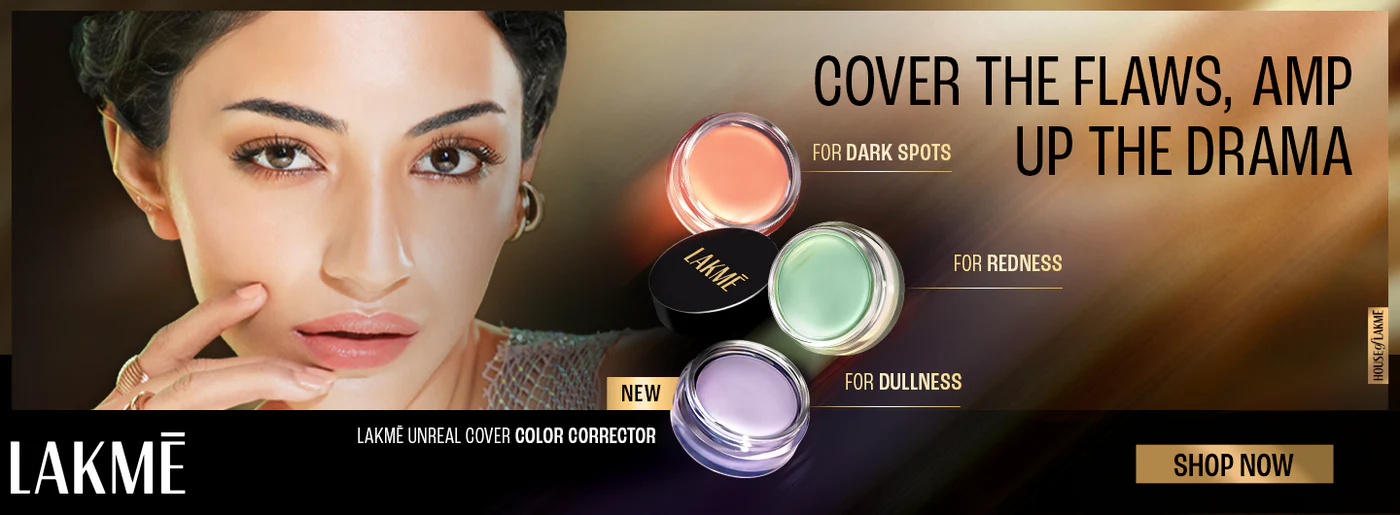 COVER THE FLAWS, AMP
UP THE DRAMA
FOR DARK SPOTS
LAKMĒ
FOR REDNESS
HOUSE of LAKMĒ
FOR DULLNESS
NEW
LAKMĒ UNREAL COVER COLOR CORRECTOR
LAKMĒ
SHOP NOW